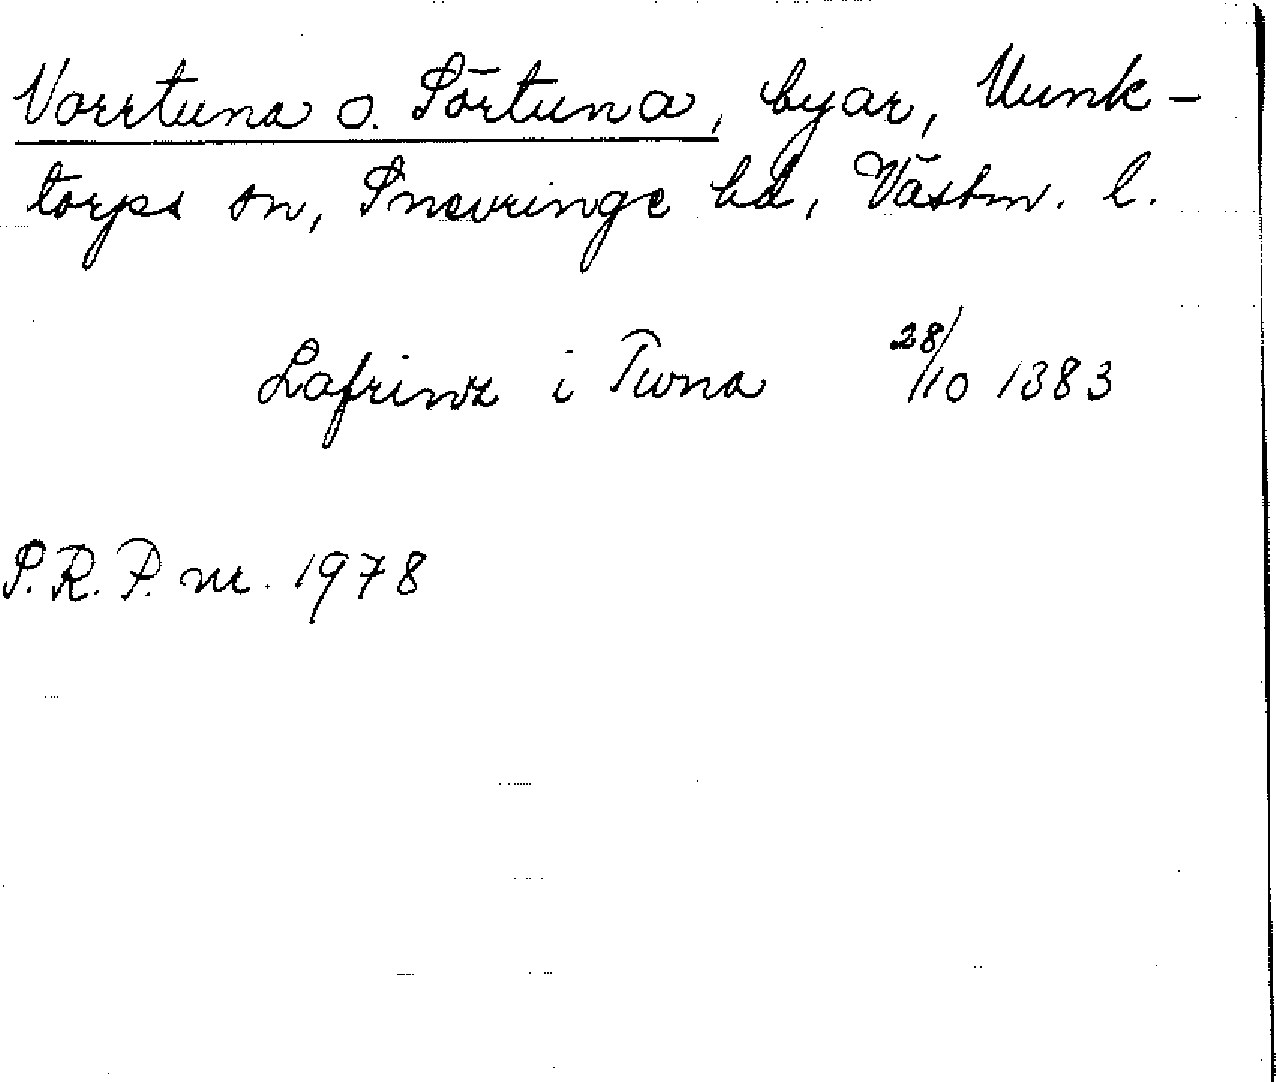 Norrtuna o. Sörtuna, byar, Munk-
torps sn, Snevringe hd, Västm. l.
Lafrinz i Twna 28/10 1383
S.R.P. nr. 1978